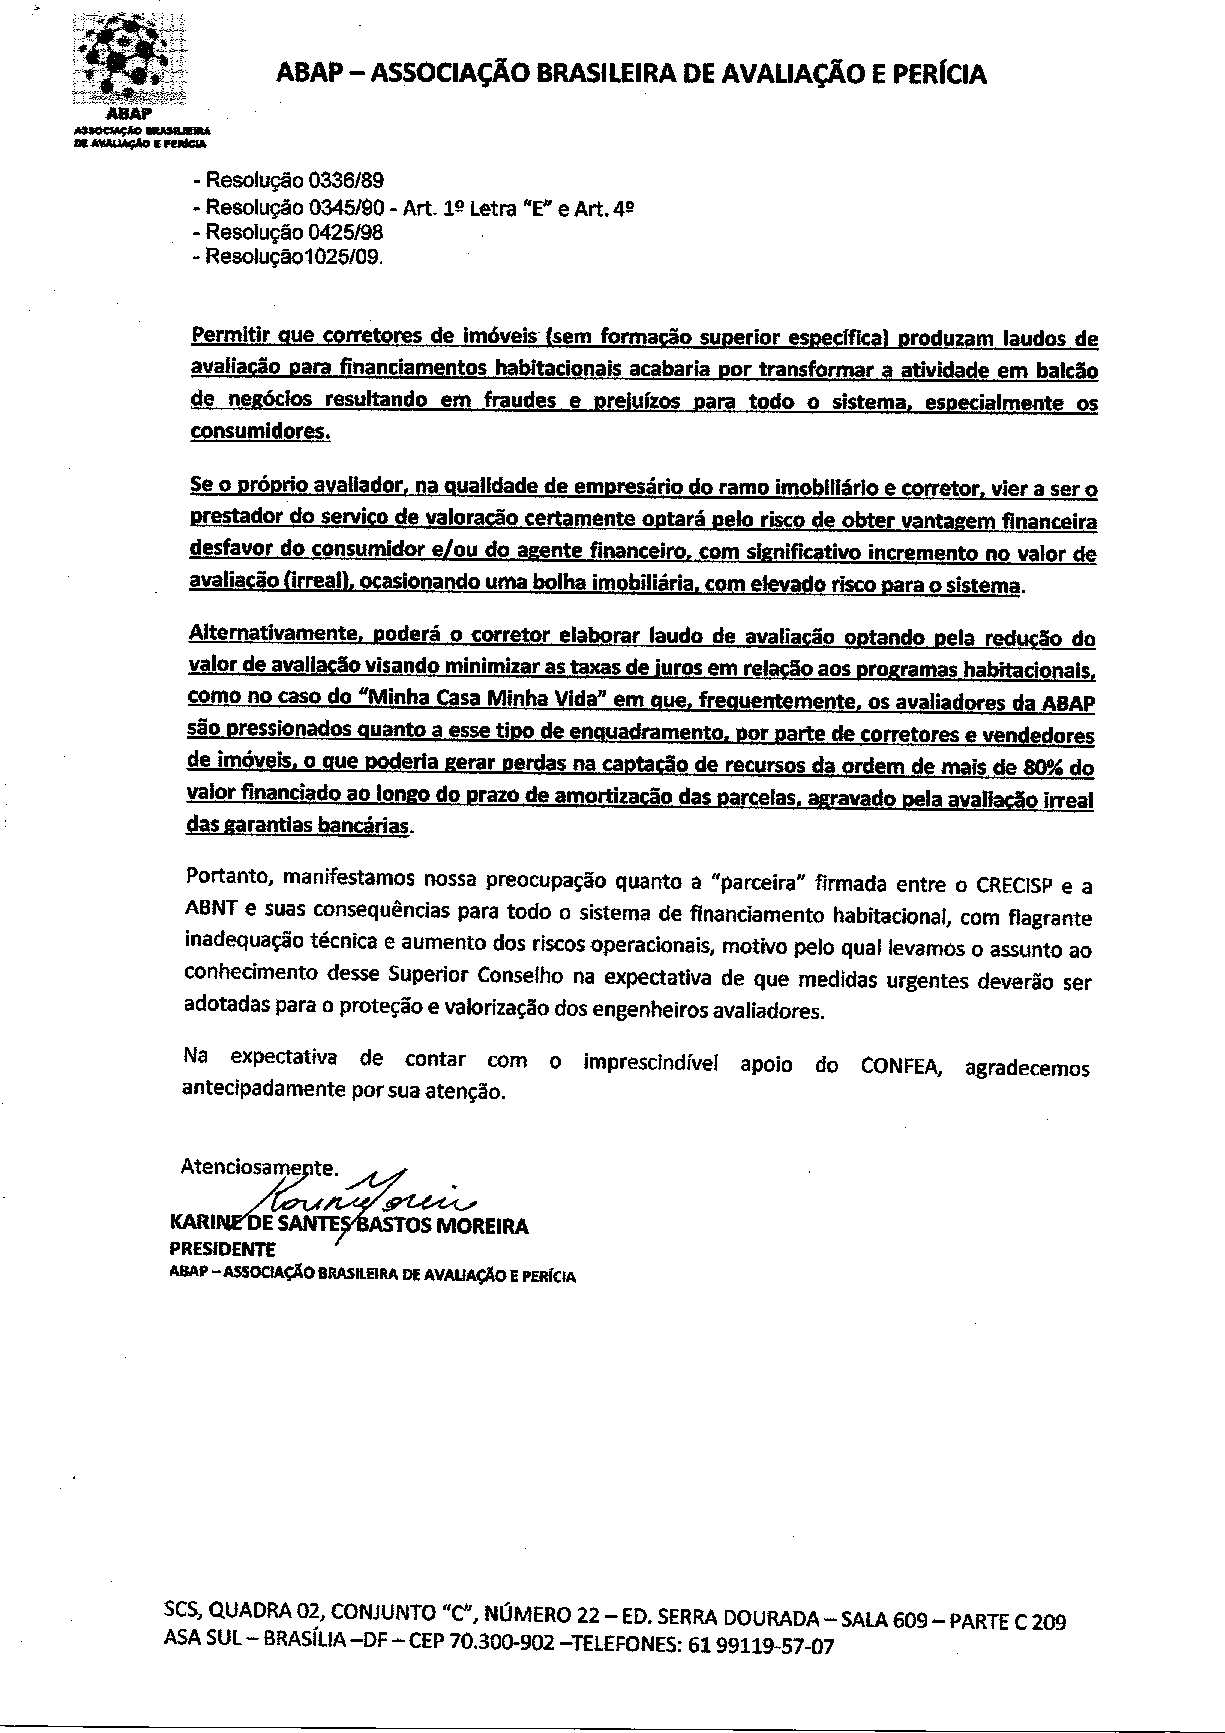 ABAP – ASSOCIAÇÃO BRASILEIRA DE AVALIAÇÃO E PERÍCIA
ABAP
ASSOCIAÇÃO BRASILEIRA
DE AVALIAÇÃO E PERÍCIA
- Resolução 0336/89
- Resolução 0345/90 - Art. 1º Letra "E" e Art. 4º
- Resolução 0425/98
- Resolução1025/09.
Permitir que corretores de imóveis (sem formação superior específica) produzam laudos de
avaliação para financiamentos habitacionais acabaria por transformar a atividade em balcão
de negócios resultando em fraudes e prejuízos para todo o sistema, especialmente os
consumidores.
Se o próprio avaliador, na qualidade de empresário do ramo imobiliário e corretor, vier a ser o
prestador do serviço de valoração certamente optará pelo risco de obter vantagem financeira
desfavor do consumidor e/ou do agente financeiro, com significativo incremento no valor de
avaliação (irreal), ocasionando uma bolha imobiliária, com elevado risco para o sistema.
Alternativamente, poderá o corretor elaborar laudo de avaliação optando pela redução do
valor de avaliação visando minimizar as taxas de juros em relação aos programas habitacionais,
como no caso do "Minha Casa Minha Vida" em que, frequentemente, os avaliadores da ABAP
são pressionados quanto a esse tipo de enquadramento, por parte de corretores e vendedores
de imóveis, o que poderia gerar perdas na captação de recursos da ordem de mais de 80% do
valor financiado ao longo do prazo de amortização das parcelas, agravado pela avaliação irreal
das garantias bancárias.
Portanto, manifestamos nossa preocupação quanto a "parceira" firmada entre o CRECISP e a
ABNT e suas consequências para todo o sistema de financiamento habitacional, com flagrante
inadequação técnica e aumento dos riscos operacionais, motivo pelo qual levamos o assunto ao
conhecimento desse Superior Conselho na expectativa de que medidas urgentes deverão ser
adotadas para o proteção e valorização dos engenheiros avaliadores.
Na expectativa de contar com o imprescindível apoio do CONFEA, agradecemos
antecipadamente por sua atenção.
Atenciosamente.
KARINE DE SANTES BASTOS MOREIRA
PRESIDENTE
ABAP – ASSOCIAÇÃO BRASILEIRA DE AVALIAÇÃO E PERÍCIA
SCS, QUADRA 02, CONJUNTO "C", NÚMERO 22 – ED. SERRA DOURADA – SALA 609 – PARTE C 209
ASA SUL – BRASÍLIA –DF – CEP 70.300-902 –TELEFONES: 61 99119-57-07